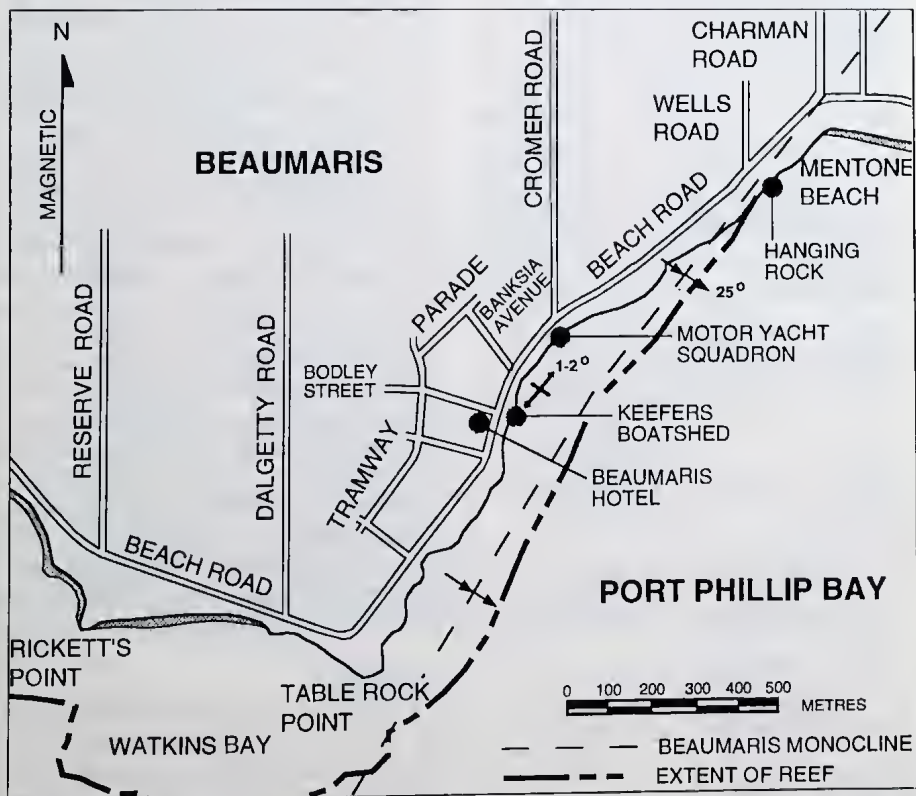 N
MAGNETIC
BEAUMARIS
CROMER ROAD
CHARMAN
ROAD
WELLS
ROAD
MENTONE
BEACH
HANGING
ROCK
BEACH ROAD
25°
MOTOR YACHT
SQUADRON
1-2°
KEEFERS
BOATSHED
BEAUMARIS
HOTEL
PARADE
BANKSIA
AVENUE
BODLEY
STREET
TRAMWAY
RESERVE ROAD
DALGETTY ROAD
BEACH ROAD
RICKETT'S
POINT
TABLE ROCK
POINT
WATKINS BAY
PORT PHILLIP BAY
0 100 200 300 400 500
METRES
BEAUMARIS MONOCLINE
EXTENT OF REEF